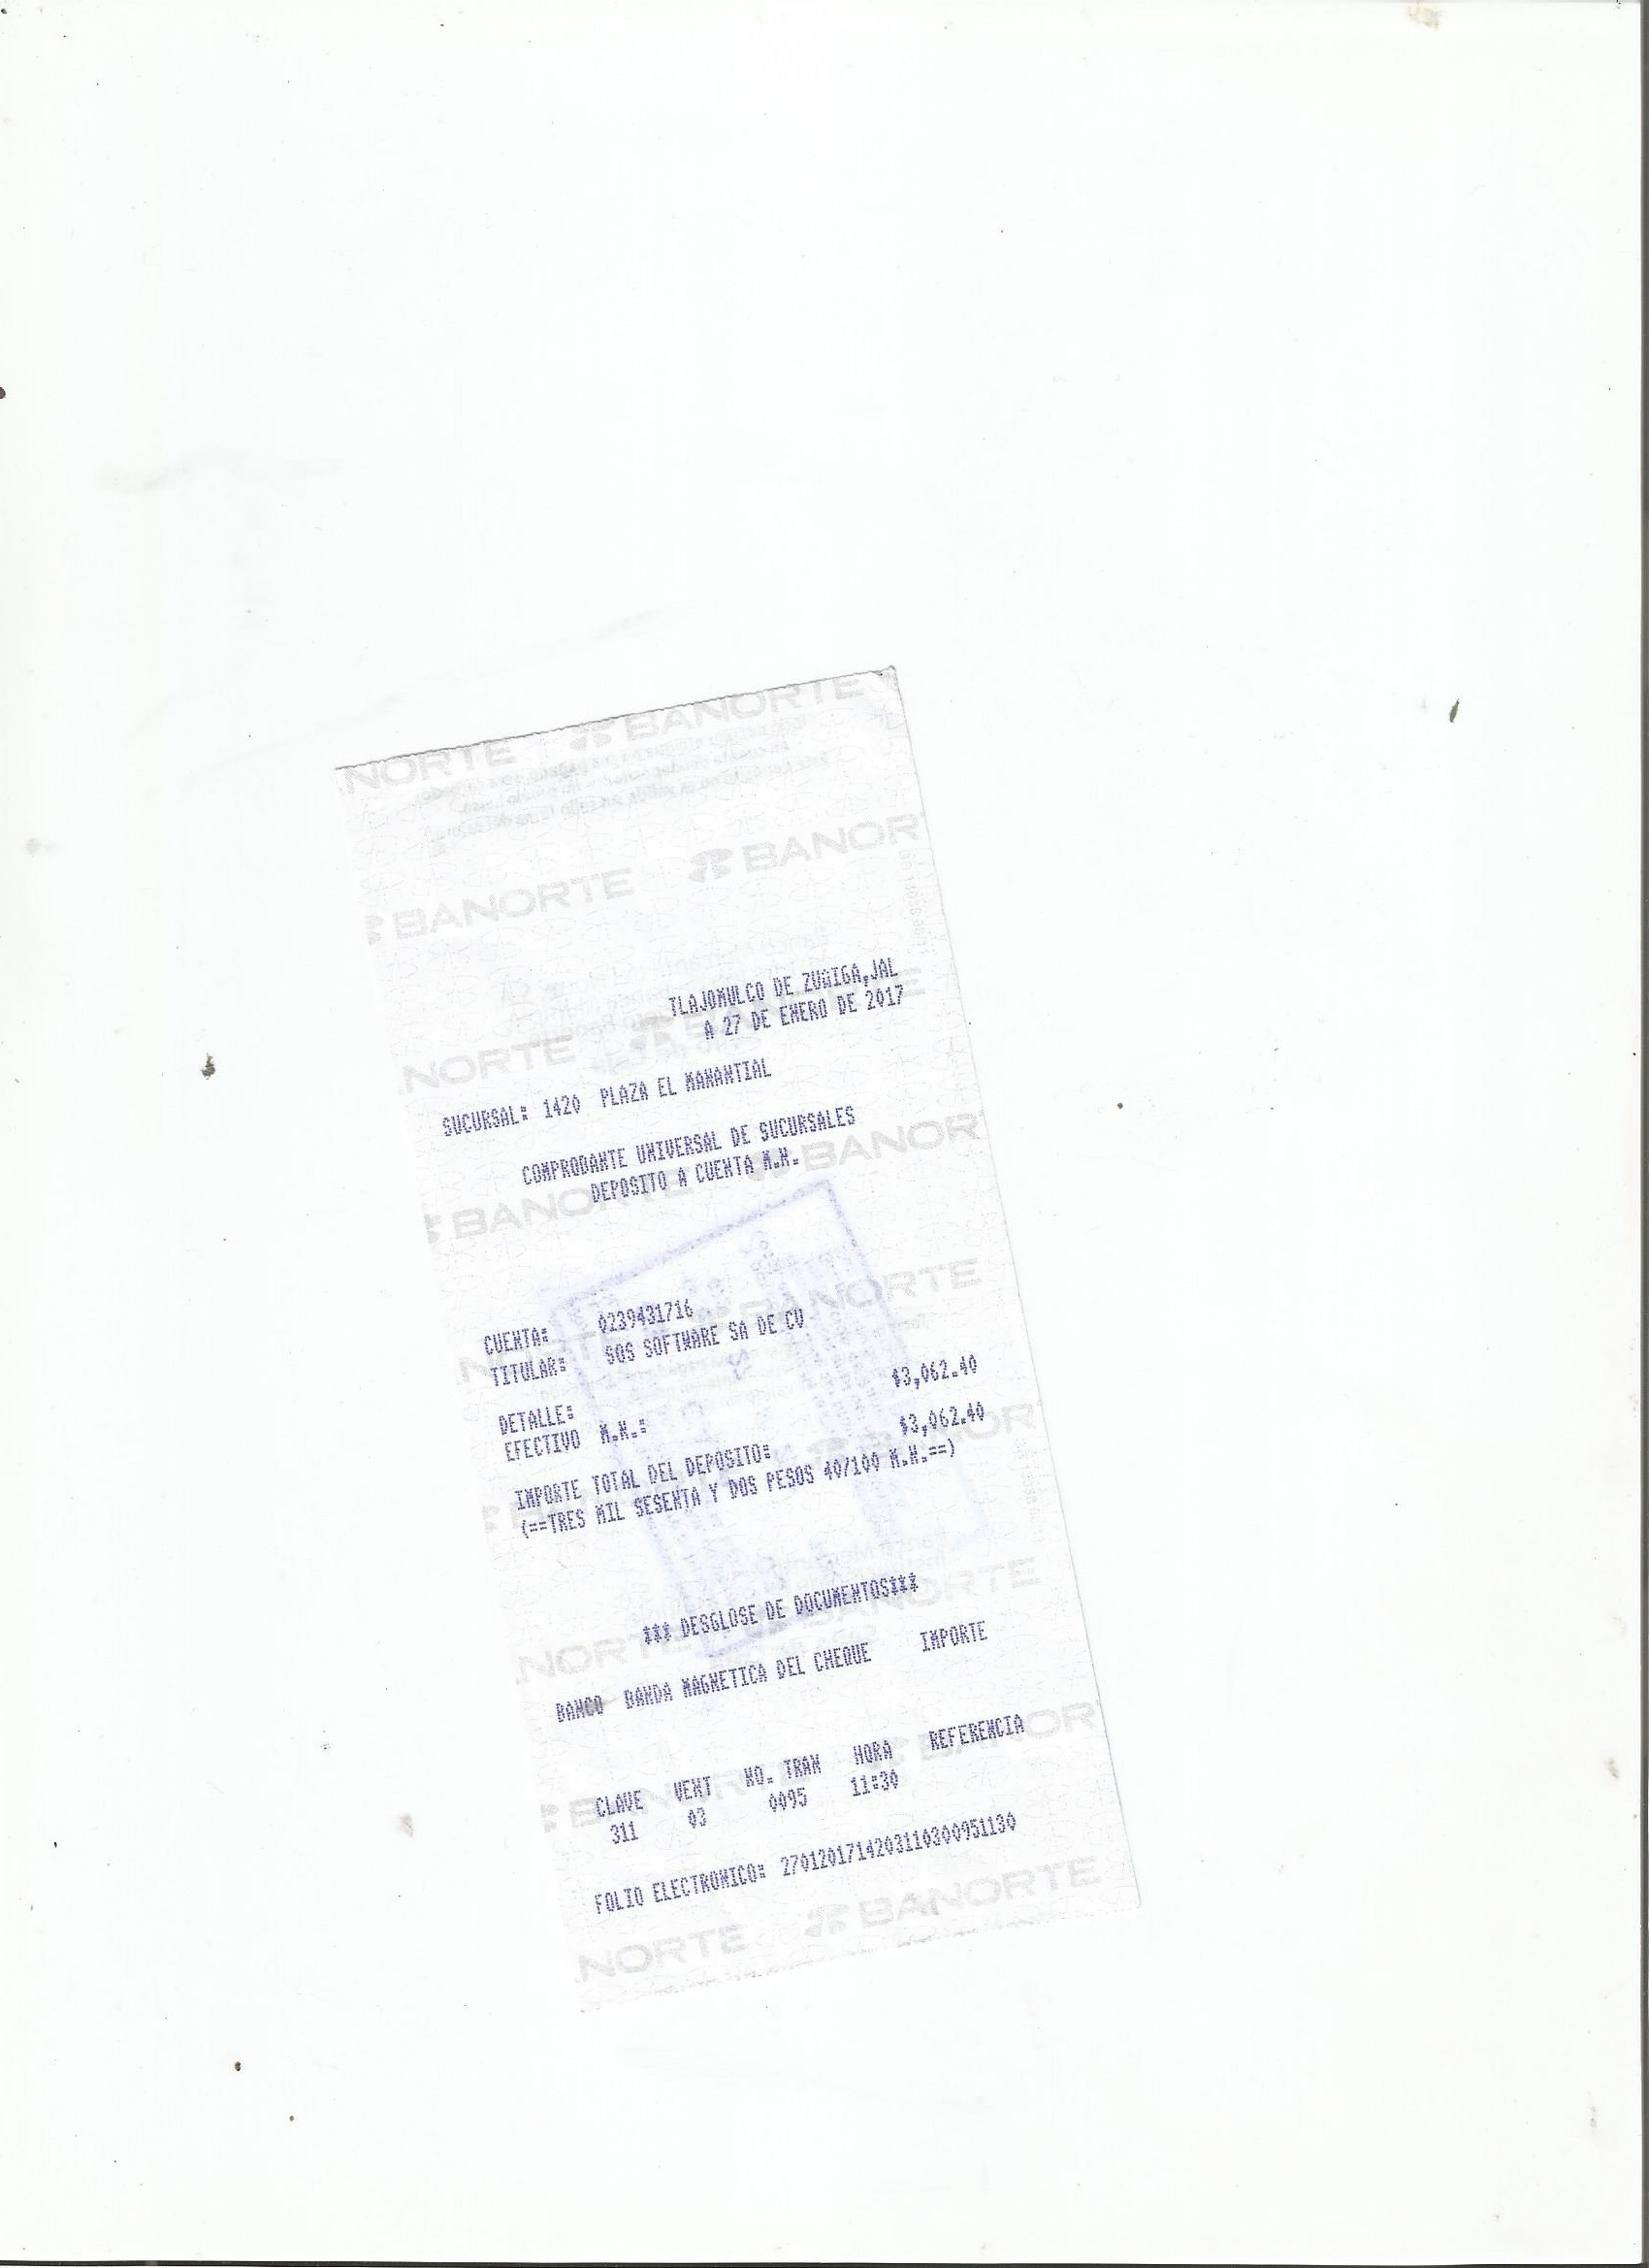 BANORTE
TLAJOMULCO DE ZUÑIGA,JAL
A 27 DE ENERO DE 2017
SUCURSAL: 1420 PLAZA EL MANANTIAL
COMPROBANTE UNIVERSAL DE SUCURSALES
DEPOSITO A CUENTA M.N.
CUENTA: 0239431716
TITULAR: SOS SOFTWARE SA DE CV
DETALLE:
EFECTIVO M.N.: $3,062.40
IMPORTE TOTAL DEL DEPOSITO: $3,062.40
(==TRES MIL SESENTA Y DOS PESOS 40/100 M.N.==)
*** DESGLOSE DE DOCUMENTOS***
BANCO BANDA MAGNETICA DEL CHEQUE IMPORTE
CLAVE VENT NO. TRAN HORA REFERENCIA
311 03 0095 11:30
FOLIO ELECTRONICO: 2701201714203110300951130